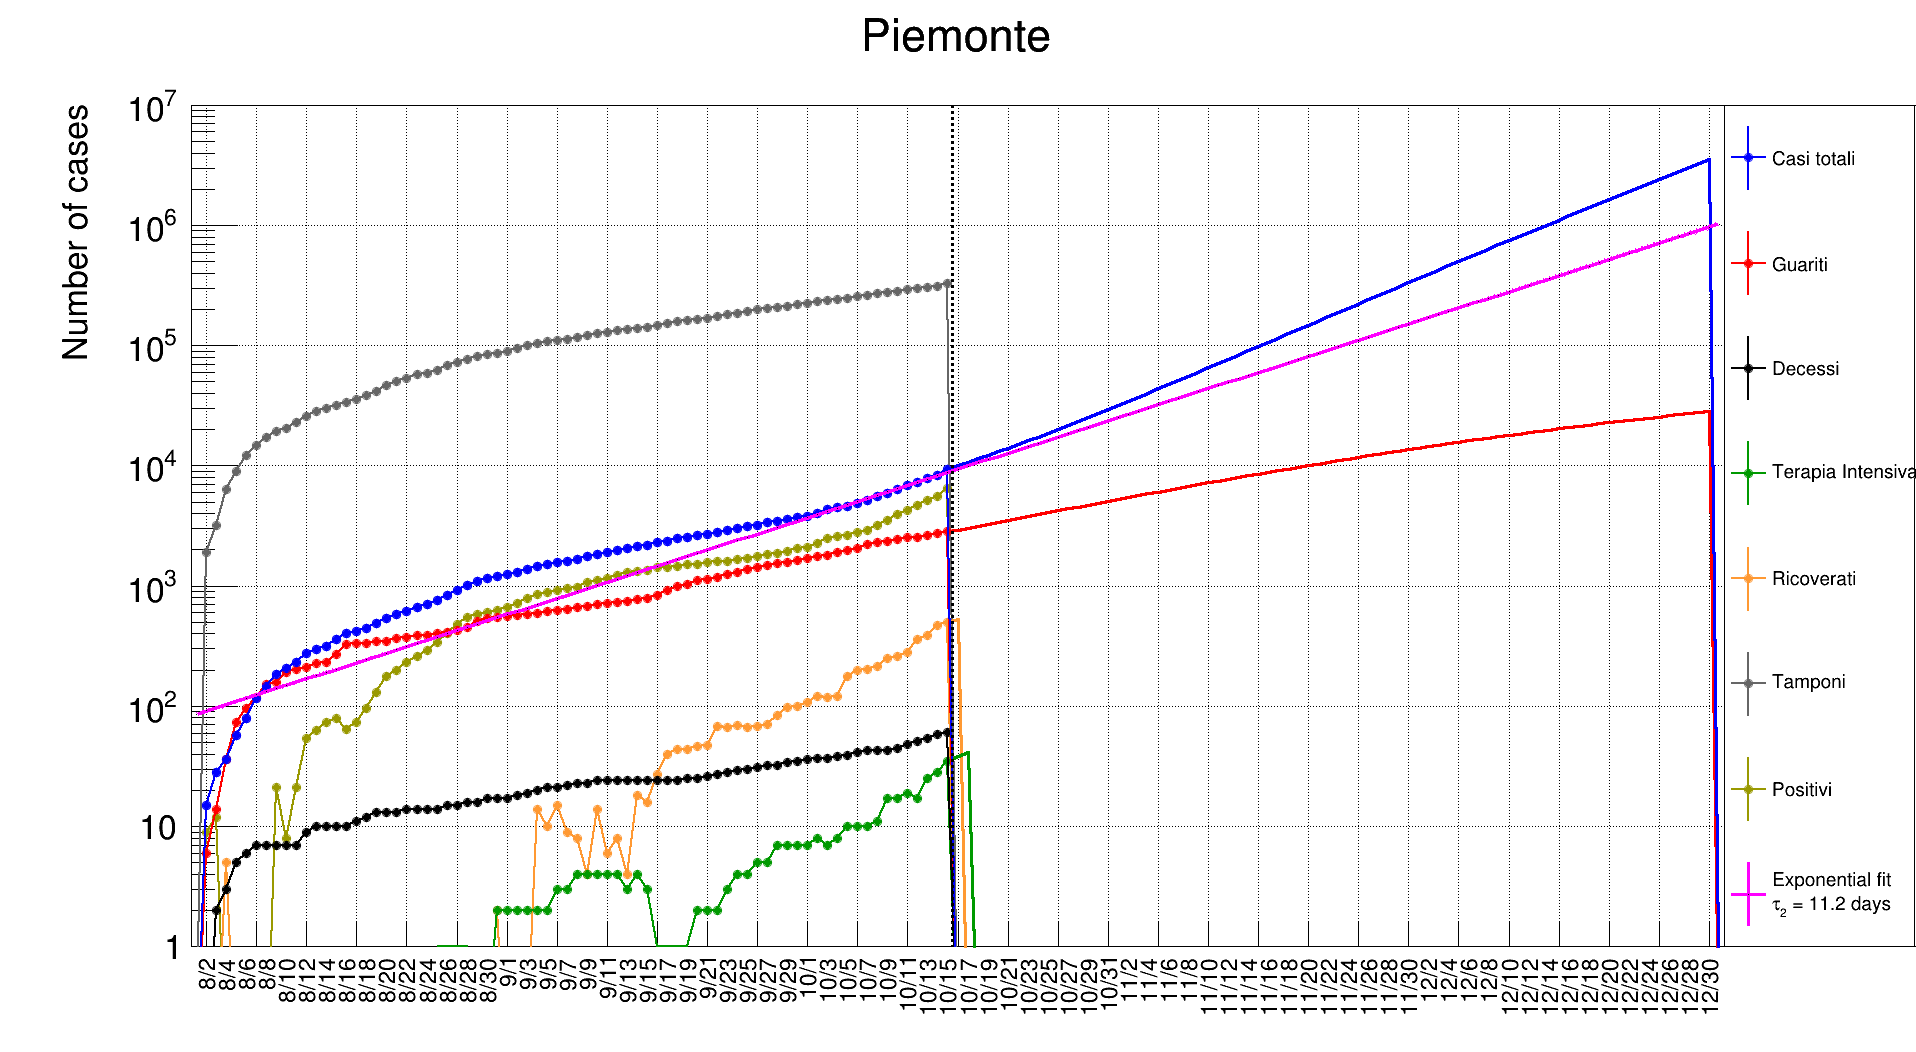 Piemonte
Number of cases
10^7
10^6
10^5
10^4
10^3
10^2
10
1
8/2 8/4 8/6 8/8 8/10 8/12 8/14 8/16 8/18 8/20 8/22 8/24 8/26 8/28 8/30 9/1 9/3 9/5 9/7 9/9 9/11 9/13 9/15 9/17 9/19 9/21 9/23 9/25 9/27 9/29 10/1 10/3 10/5 10/7 10/9 10/11 10/13 10/15 10/17 10/19 10/21 10/23 10/25 10/27 10/29 10/31 11/2 11/4 11/6 11/8 11/10 11/12 11/14 11/16 11/18 11/20 11/22 11/24 11/26 11/28 11/30 12/2 12/4 12/6 12/8 12/10 12/12 12/14 12/16 12/18 12/20 12/22 12/24 12/26 12/28 12/30
Casi totali
Guariti
Decessi
Terapia Intensiva
Ricoverati
Tamponi
Positivi
Exponential fit
τ₂ = 11.2 days